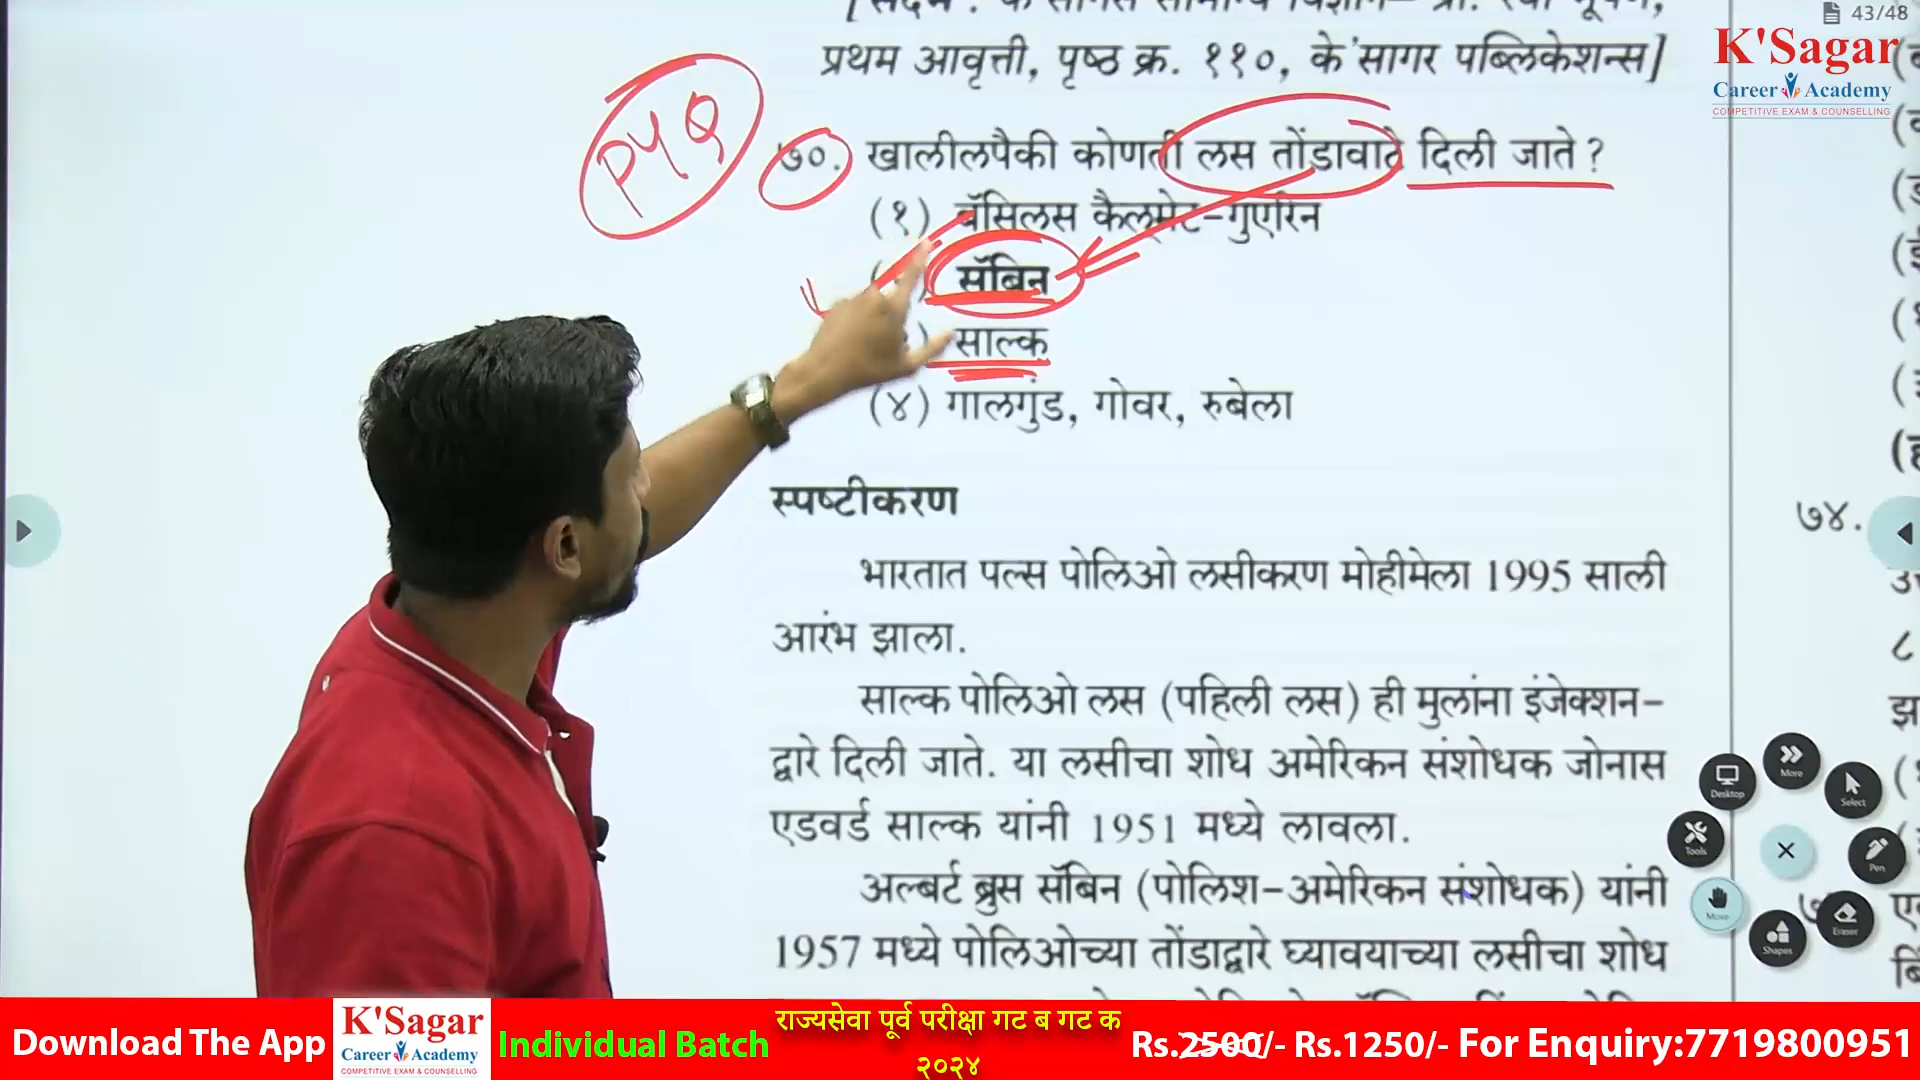 43/48
K'Sagar
Career Academy
COMPETITIVE EXAM & COUNSELLING
प्रथम आवृत्ती, पृष्ठ क्र. ११०, के'सागर पब्लिकेशन्स]
PYQ
७०. खालीलपैकी कोणती लस तोंडावाटे दिली जाते ?
(१) बॅसिलस कैल्मेट-गुएरिन
सॅबिन
साल्क
(४) गालगुंड, गोवर, रुबेला
स्पष्टीकरण
भारतात पल्स पोलिओ लसीकरण मोहीमेला 1995 साली
आरंभ झाला.
साल्क पोलिओ लस (पहिली लस) ही मुलांना इंजेक्शन-
द्वारे दिली जाते. या लसीचा शोध अमेरिकन संशोधक जोनास
एडवर्ड साल्क यांनी 1951 मध्ये लावला.
अल्बर्ट ब्रुस सॅबिन (पोलिश-अमेरिकन संशोधक) यांनी
1957 मध्ये पोलिओच्या तोंडाद्वारे घ्यावयाच्या लसीचा शोध
७४.
Desktop
More
Select
Tools
Pen
Move
Shapes
Eraser
Download The App
K'Sagar
Career Academy
COMPETITIVE EXAM & COUNSELLING
Individual Batch
राज्यसेवा पूर्व परीक्षा गट ब गट क
२०२४
Rs.2500/- Rs.1250/- For Enquiry:7719800951